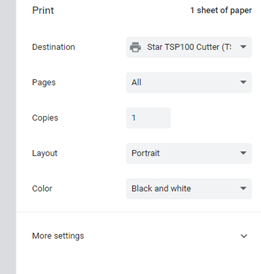 Print 1 sheet of paper
Destination Star TSP100 Cutter (TS
Pages All
Copies 1
Layout Portrait
Color Black and white
More settings